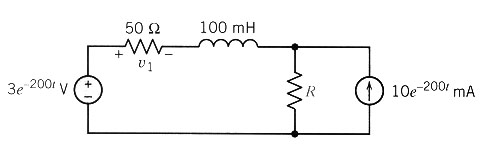 50 Ω 100 mH
+ v₁ −
3e⁻²⁰⁰ᵗ V + −
R
10e⁻²⁰⁰ᵗ mA